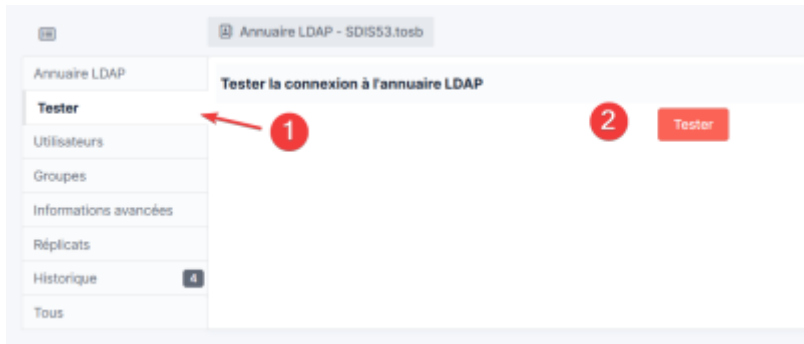 Annuaire LDAP - SDIS53.tosb
Annuaire LDAP
Tester
Utilisateurs
Groupes
Informations avancées
Réplicats
Historique 4
Tous
Tester la connexion à l'annuaire LDAP
1
2 Tester